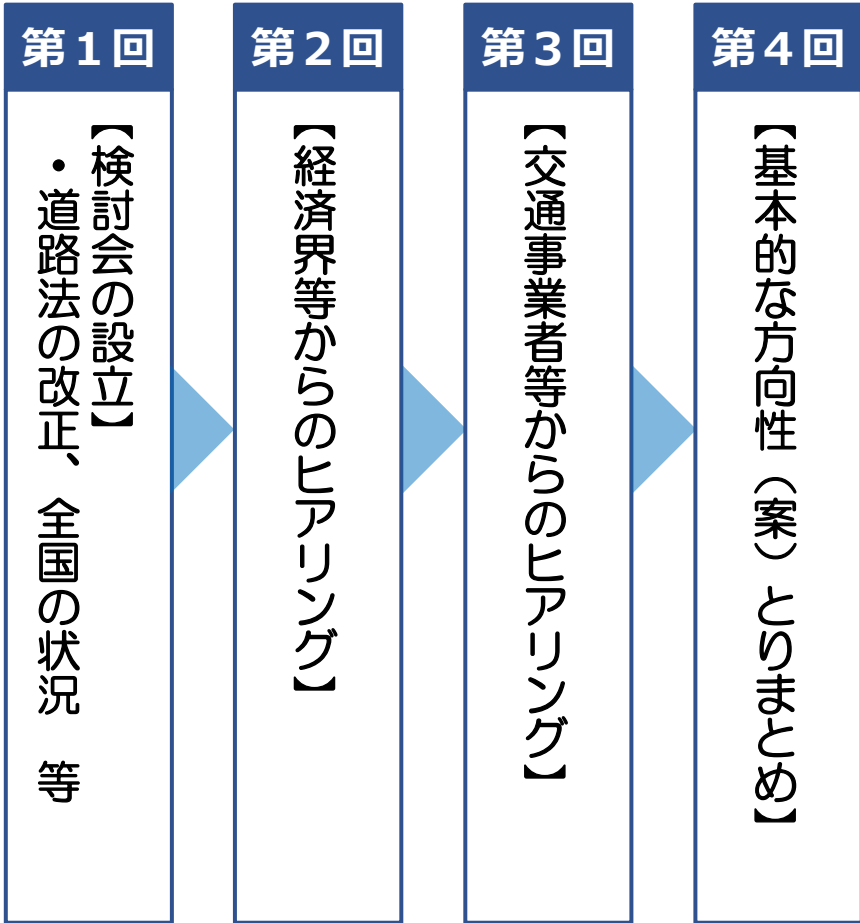 第１回
【検討会の設立】
・道路法の改正、全国の状況　等
第２回
【経済界等からのヒアリング】
第３回
【交通事業者等からのヒアリング】
第４回
【基本的な方向性（案）とりまとめ】